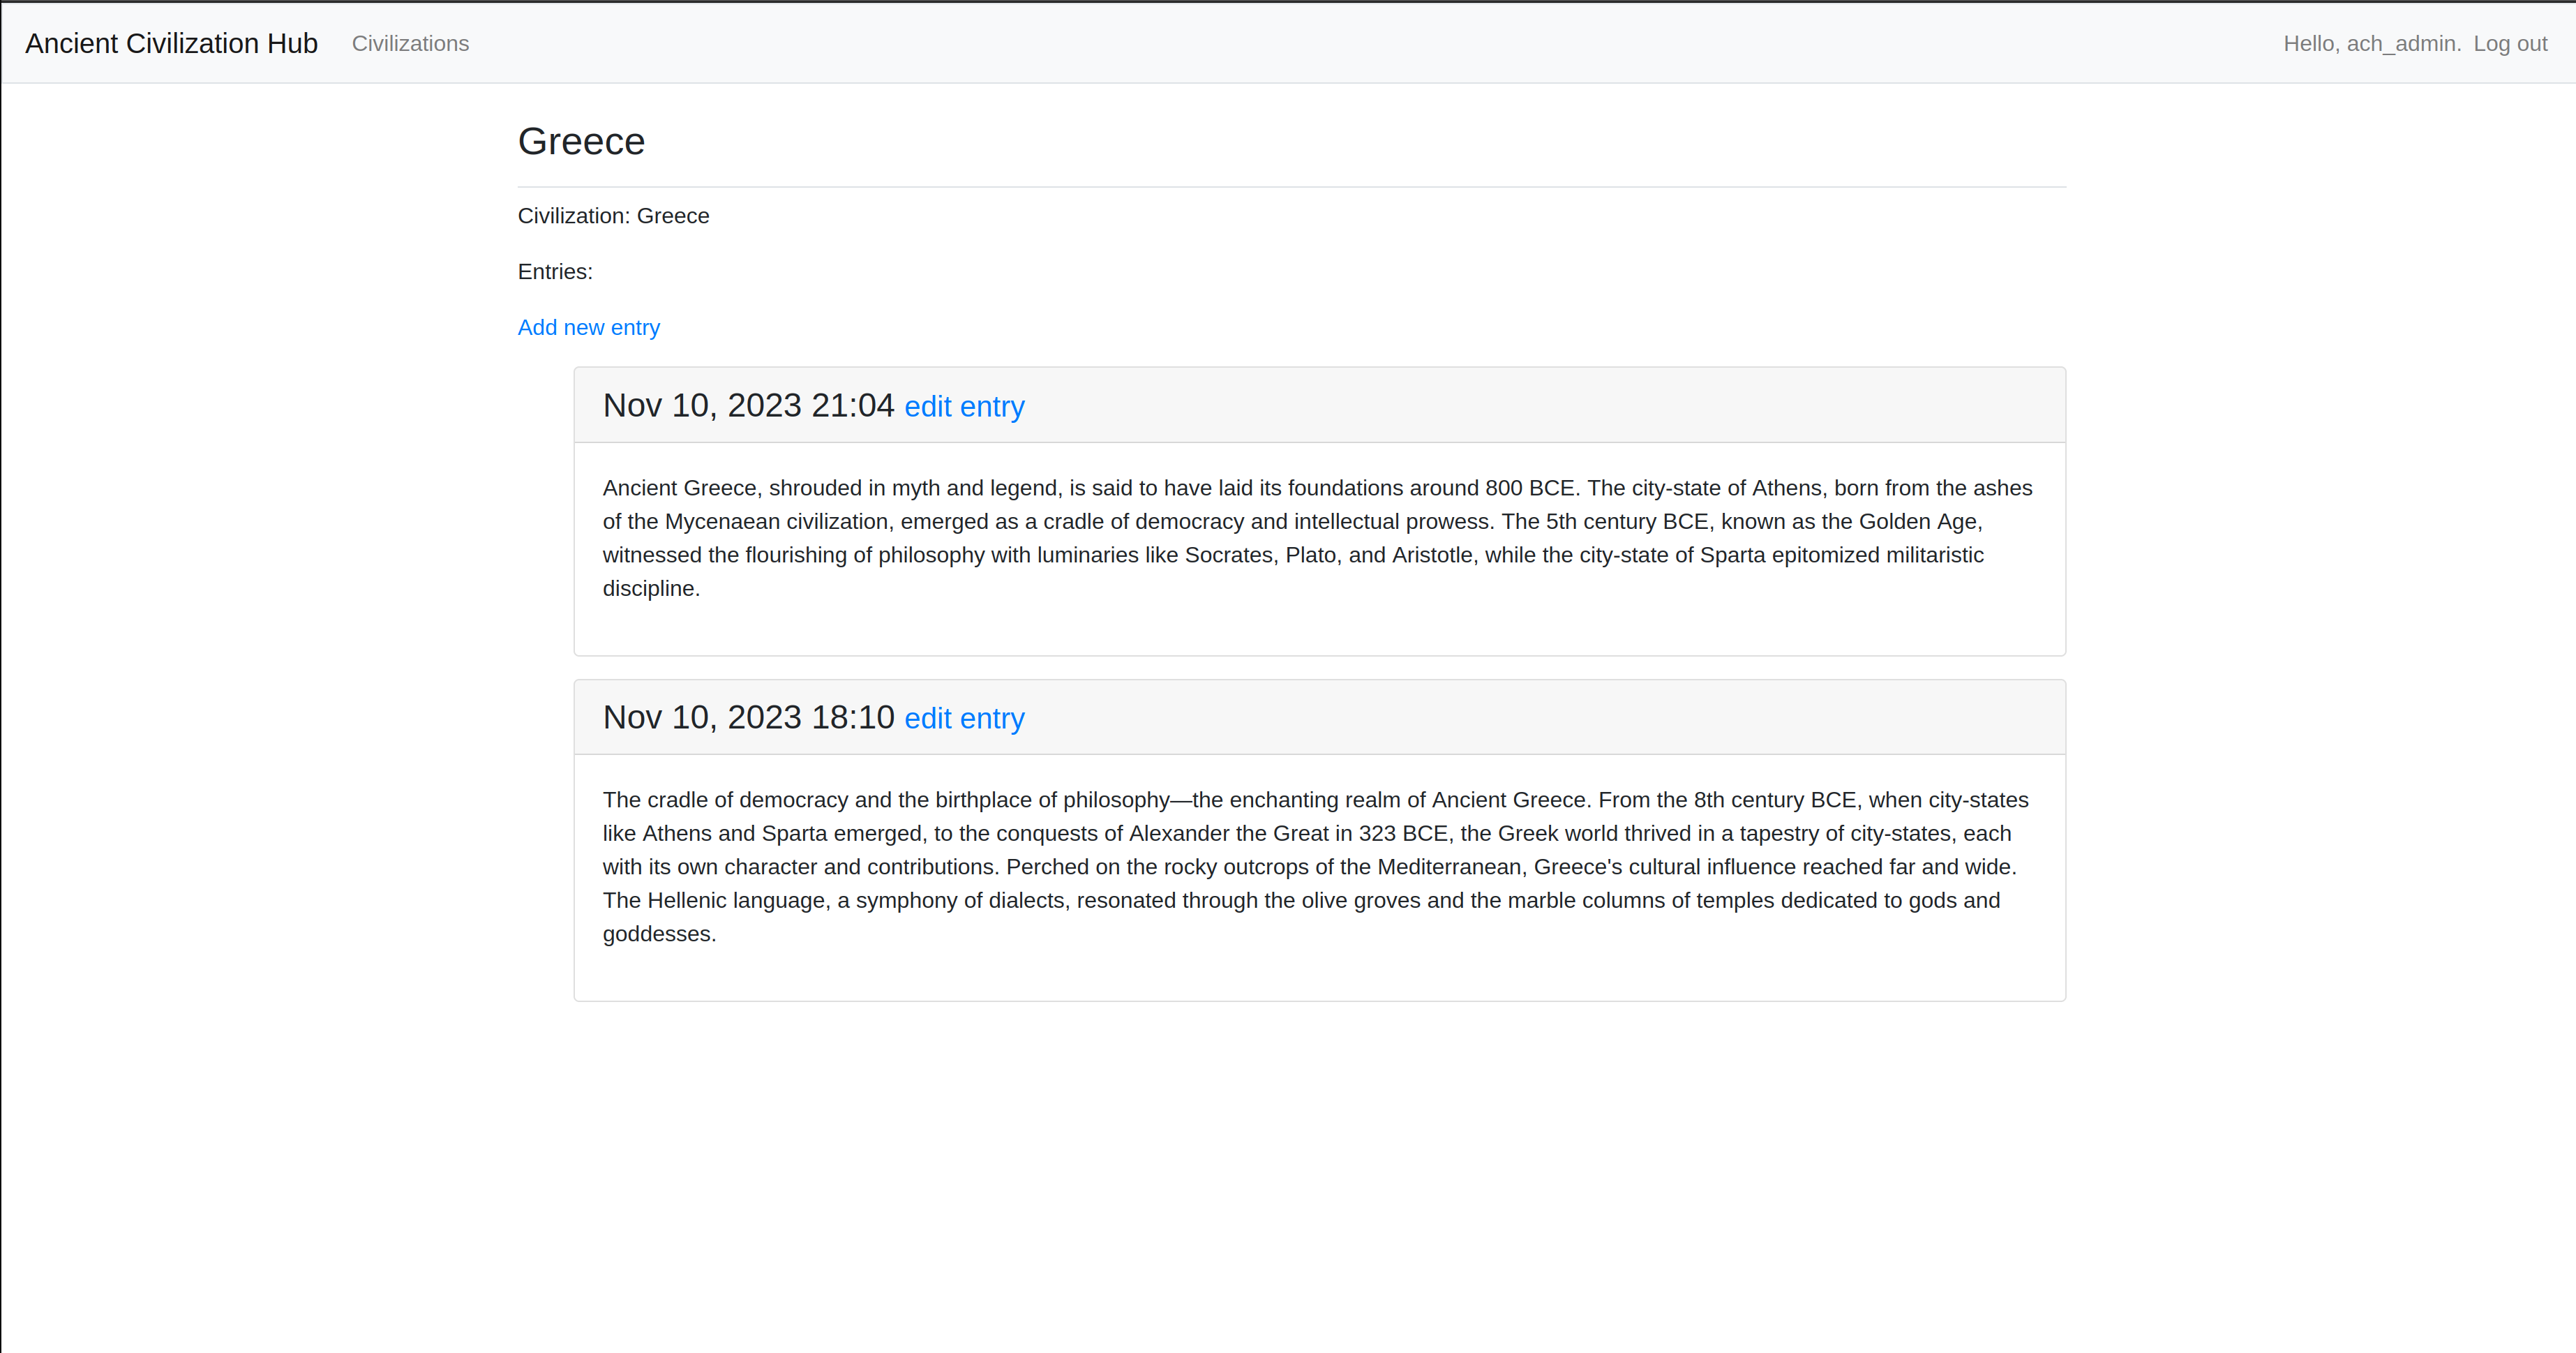 Ancient Civilization Hub Civilizations Hello, ach_admin. Log out
Greece
Civilization: Greece
Entries:
Add new entry
Nov 10, 2023 21:04 edit entry
Ancient Greece, shrouded in myth and legend, is said to have laid its foundations around 800 BCE. The city-state of Athens, born from the ashes
of the Mycenaean civilization, emerged as a cradle of democracy and intellectual prowess. The 5th century BCE, known as the Golden Age,
witnessed the flourishing of philosophy with luminaries like Socrates, Plato, and Aristotle, while the city-state of Sparta epitomized militaristic
discipline.
Nov 10, 2023 18:10 edit entry
The cradle of democracy and the birthplace of philosophy—the enchanting realm of Ancient Greece. From the 8th century BCE, when city-states
like Athens and Sparta emerged, to the conquests of Alexander the Great in 323 BCE, the Greek world thrived in a tapestry of city-states, each
with its own character and contributions. Perched on the rocky outcrops of the Mediterranean, Greece's cultural influence reached far and wide.
The Hellenic language, a symphony of dialects, resonated through the olive groves and the marble columns of temples dedicated to gods and
goddesses.